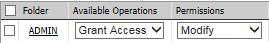 Folder Available Operations Permissions
ADMIN Grant Access Modify